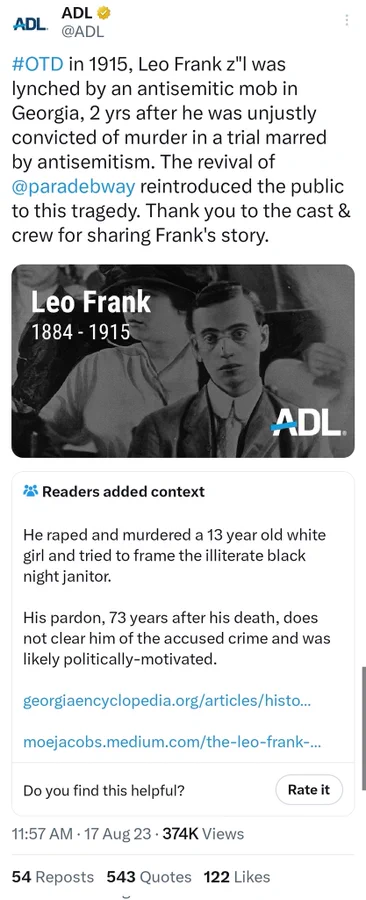 ADL
ADL
@ADL
#OTD in 1915, Leo Frank z"l was
lynched by an antisemitic mob in
Georgia, 2 yrs after he was unjustly
convicted of murder in a trial marred
by antisemitism. The revival of
@paradebway reintroduced the public
to this tragedy. Thank you to the cast &
crew for sharing Frank's story.
Leo Frank
1884 - 1915
ADL
Readers added context
He raped and murdered a 13 year old white
girl and tried to frame the illiterate black
night janitor.
His pardon, 73 years after his death, does
not clear him of the accused crime and was
likely politically-motivated.
georgiaencyclopedia.org/articles/histo...
moejacobs.medium.com/the-leo-frank-...
Do you find this helpful?
Rate it
11:57 AM · 17 Aug 23 · 374K Views
54 Reposts 543 Quotes 122 Likes